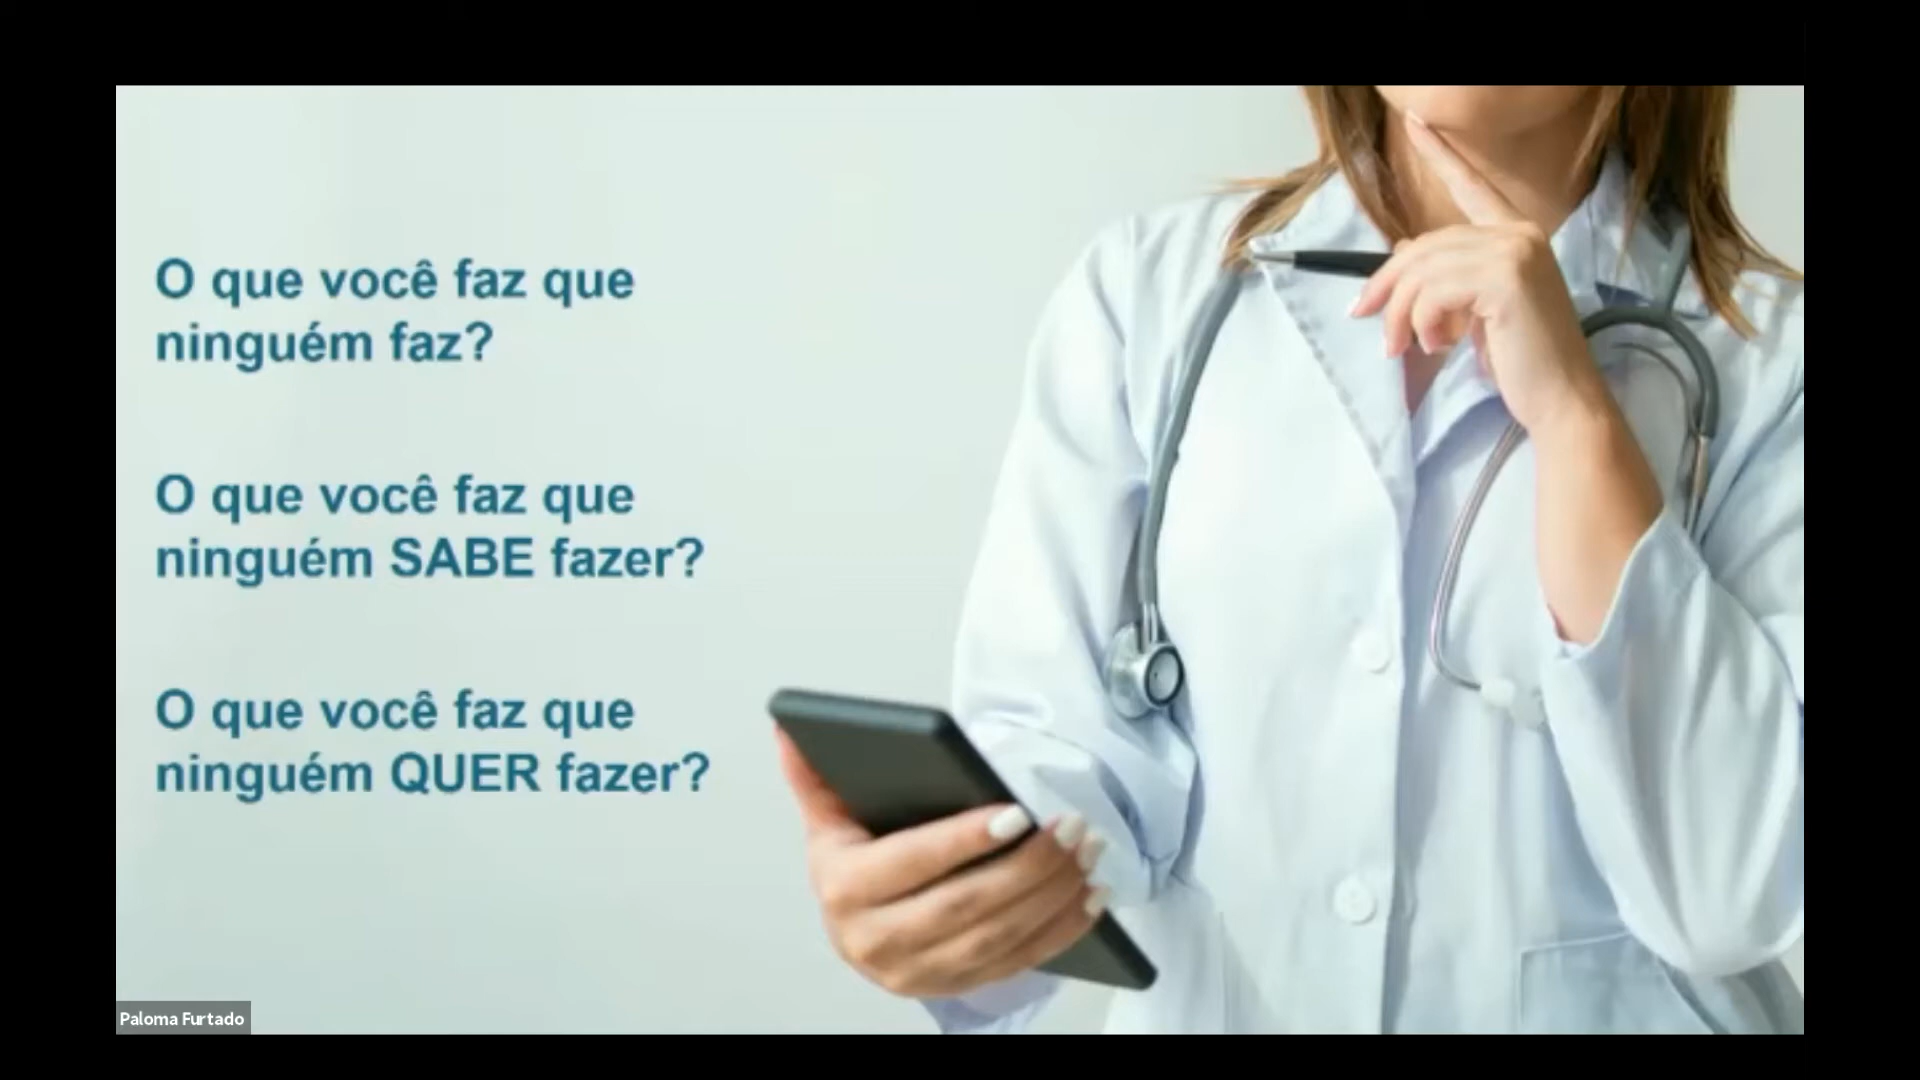 O que você faz que
ninguém faz?
O que você faz que
ninguém SABE fazer?
O que você faz que
ninguém QUER fazer?
Paloma Furtado